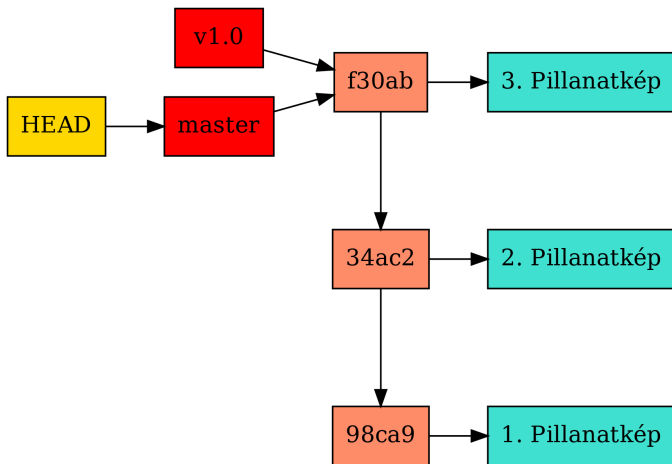 v1.0
f30ab
3. Pillanatkép
HEAD
master
34ac2
2. Pillanatkép
98ca9
1. Pillanatkép